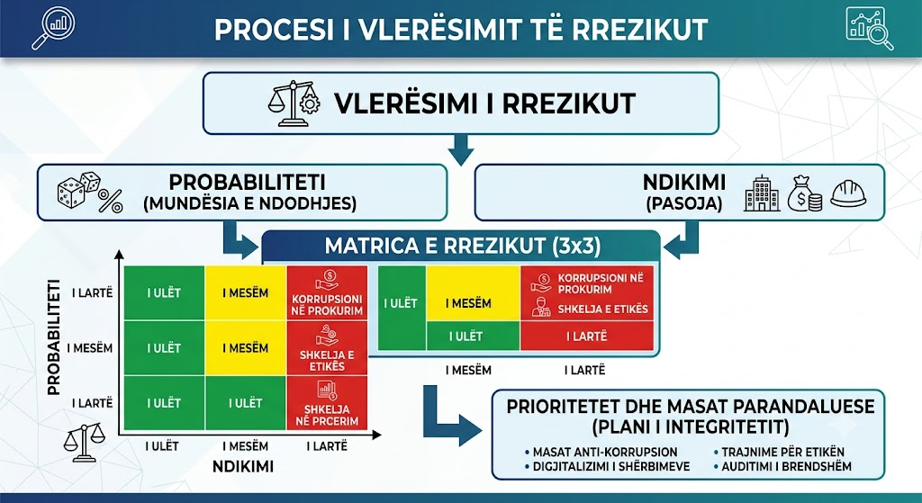 PROCESI I VLERËSIMIT TË RREZIKUT
VLERËSIMI I RREZIKUT
PROBABILITETI
(MUNDËSIA E NDODHJES)
NDIKIMI
(PASOJA)
MATRICA E RREZIKUT (3x3)
PROBABILITETI
I LARTË
I ULËT
I MESËM
KORRUPSIONI
NË PROKURIM
I MESËM
I ULËT
I MESËM
SHKELJA E
ETIKËS
I LARTË
I ULËT
I ULËT
SHKELJA
NË PRCERIM
I ULËT
I MESËM
I LARTË
NDIKIMI
I ULËT
I MESËM
KORRUPSIONI NË
PROKURIM
SHKELJA E ETIKËS
I ULËT
I LARTË
I MESËM
I LARTË
PRIORITETET DHE MASAT PARANDALUESE
(PLANI I INTEGRITETIT)
• MASAT ANTI-KORRUPSION
• TRAJNIME PËR ETIKËN
• DIGJITALIZIMI I SHËRBIMEVE
• AUDITIMI I BRENDSHËM